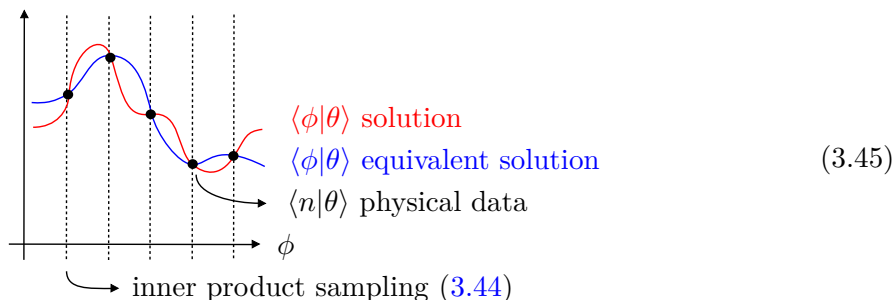 ⟨ϕ|θ⟩ solution
⟨ϕ|θ⟩ equivalent solution (3.45)
⟨n|θ⟩ physical data
ϕ
inner product sampling (3.44)